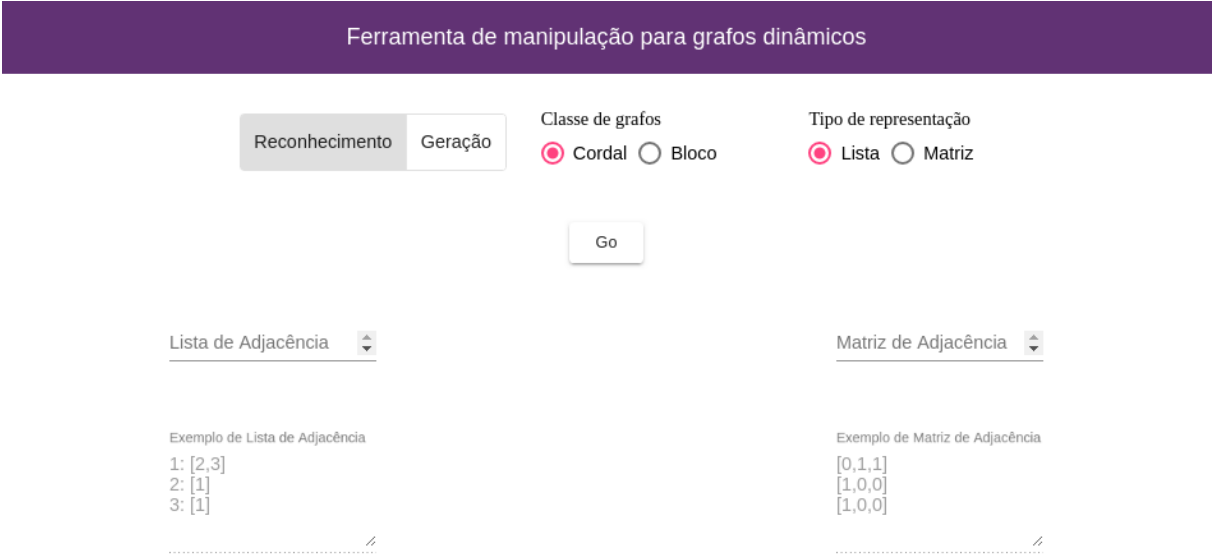 Ferramenta de manipulação para grafos dinâmicos
Reconhecimento
Geração
Classe de grafos
Cordal
Bloco
Tipo de representação
Lista
Matriz
Go
Lista de Adjacência
Matriz de Adjacência
Exemplo de Lista de Adjacência
1: [2,3]
2: [1]
3: [1]
Exemplo de Matriz de Adjacência
[0,1,1]
[1,0,0]
[1,0,0]